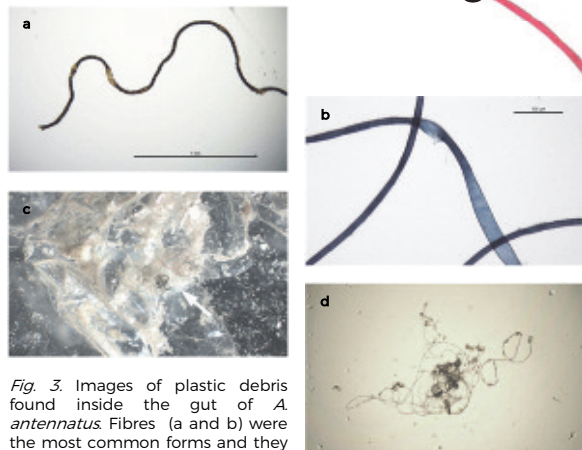 a
b
c
d
Fig. 3. Images of plastic debris
found inside the gut of A.
antennatus. Fibres (a and b) were
the most common forms and they